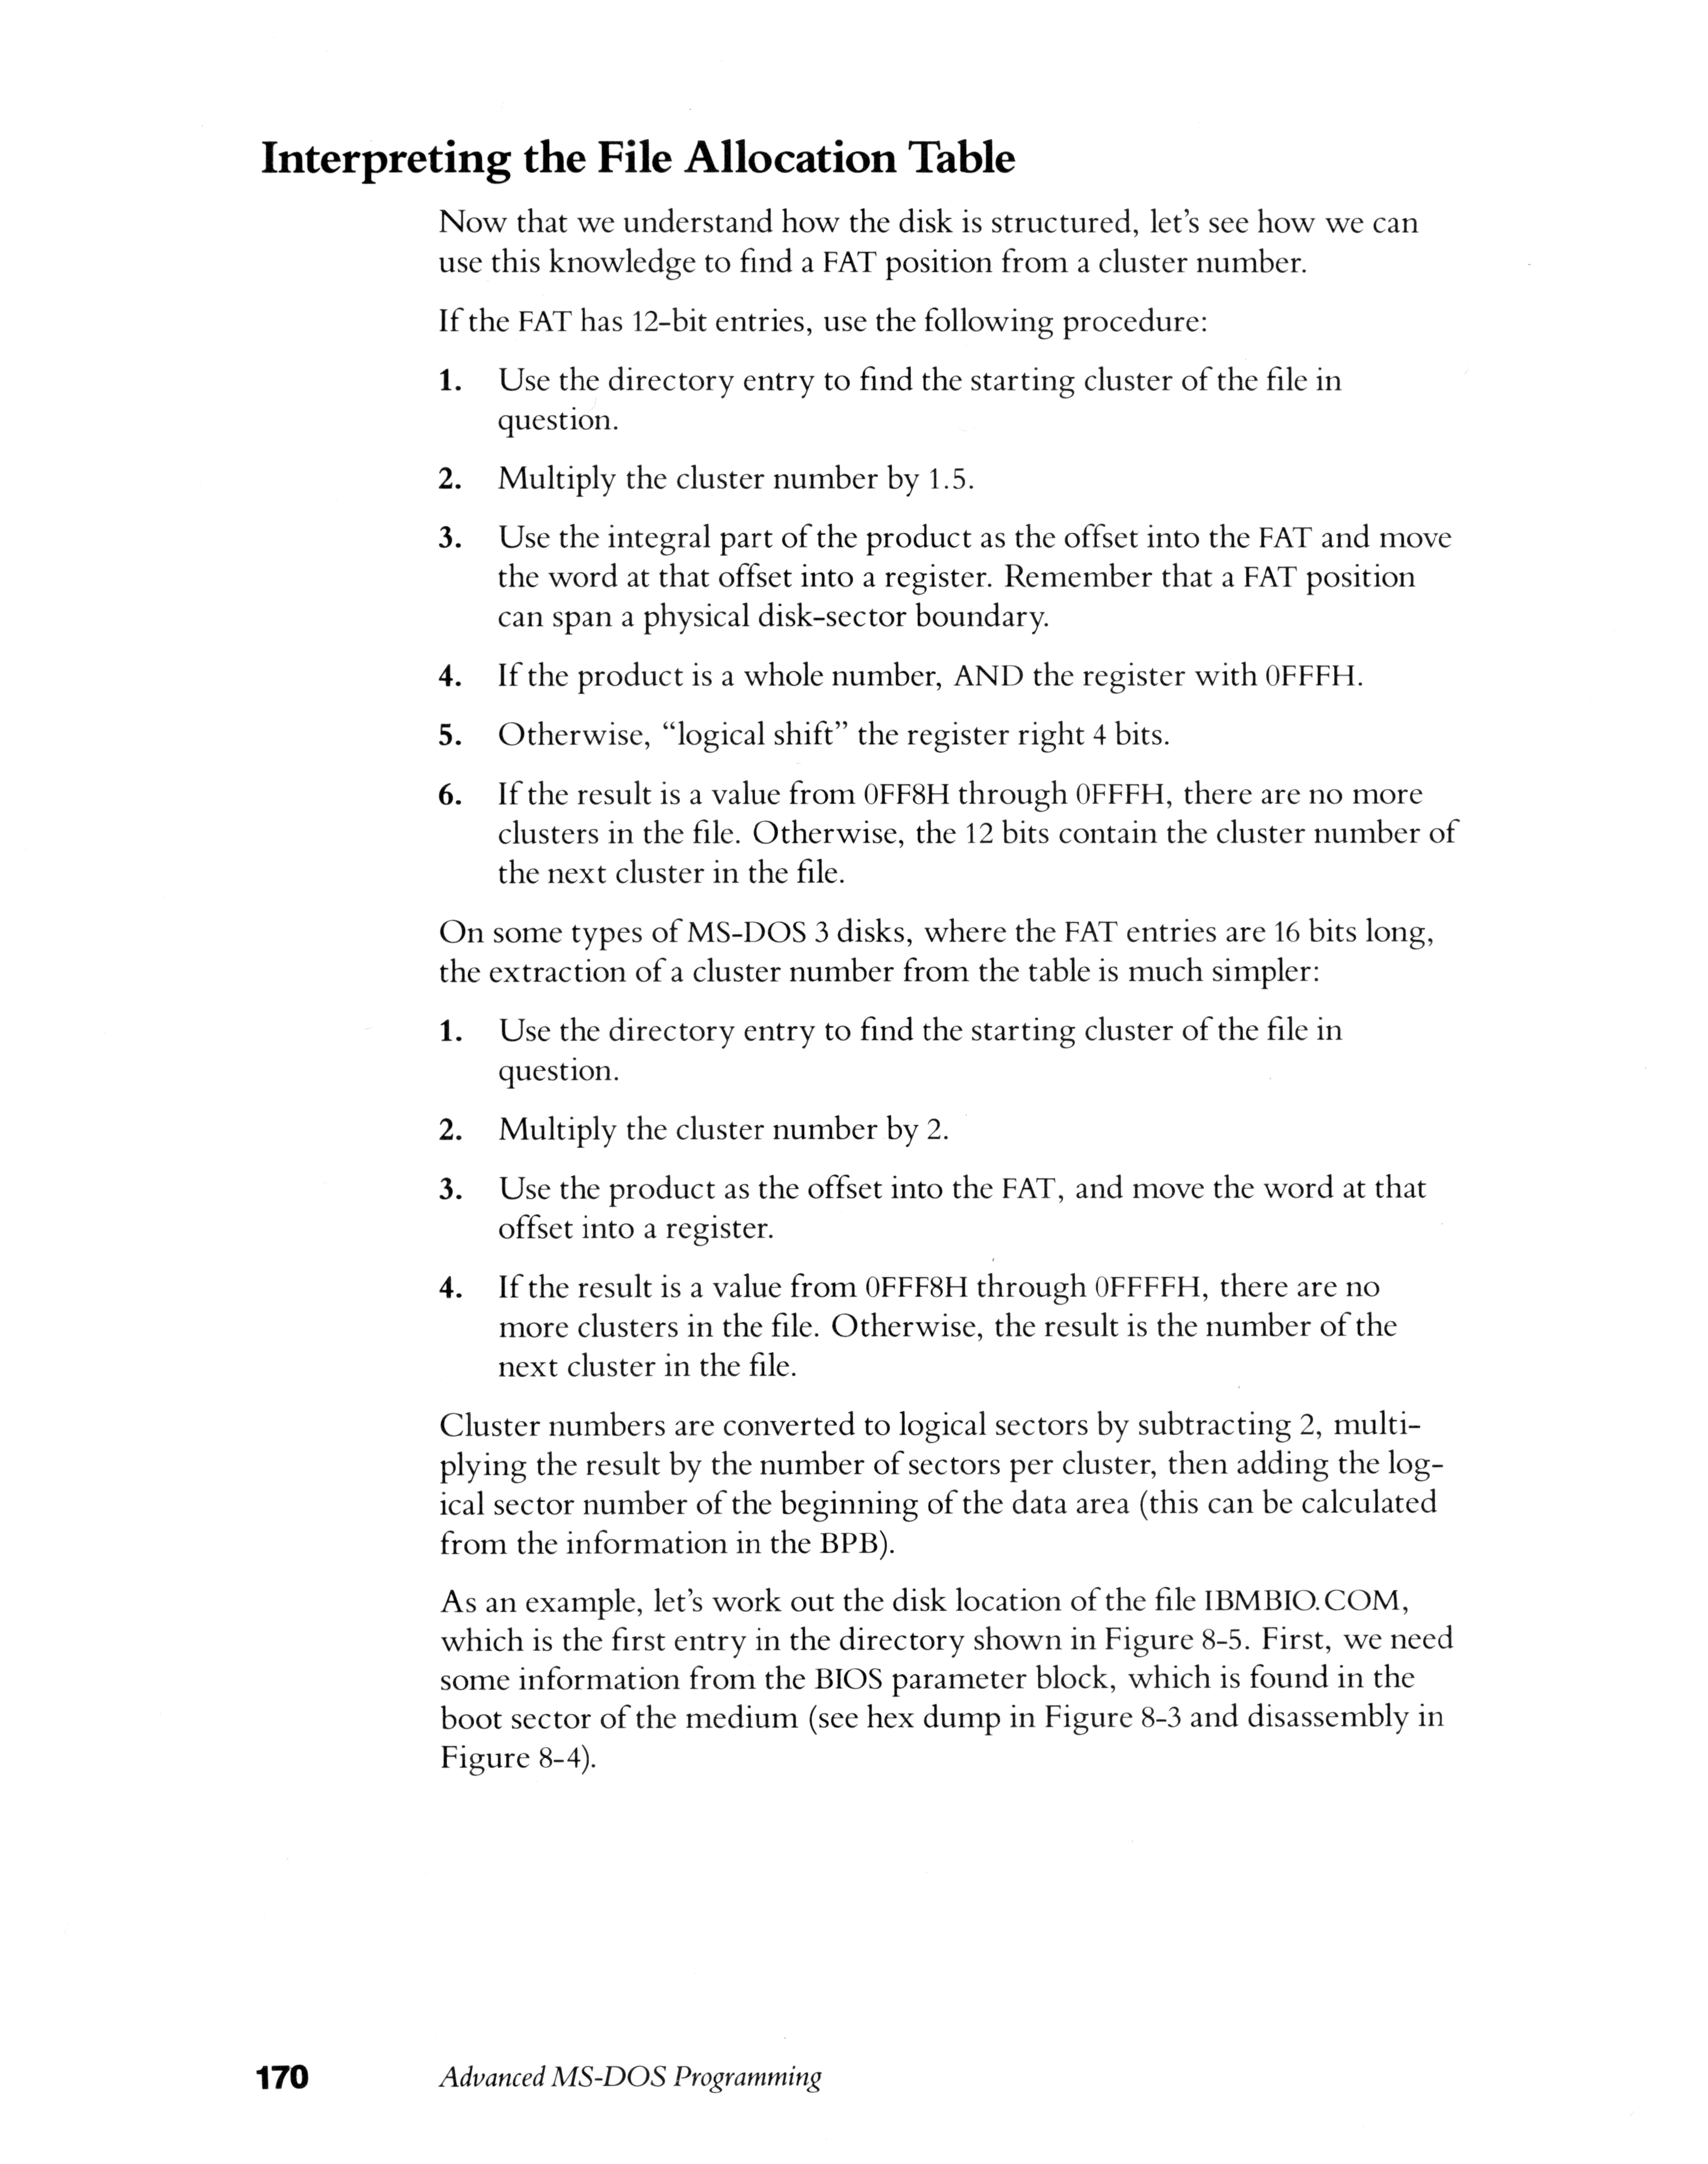 Interpreting the File Allocation Table
Now that we understand how the disk is structured, let’s see how we can
use this knowledge to find a FAT position from a cluster number.
If the FAT has 12-bit entries, use the following procedure:
1. Use the directory entry to find the starting cluster of the file in
question.
2. Multiply the cluster number by 1.5.
3. Use the integral part of the product as the offset into the FAT and move
the word at that offset into a register. Remember that a FAT position
can span a physical disk-sector boundary.
4. If the product is a whole number, AND the register with 0FFFH.
5. Otherwise, “logical shift” the register right 4 bits.
6. If the result is a value from 0FF8H through 0FFFH, there are no more
clusters in the file. Otherwise, the 12 bits contain the cluster number of
the next cluster in the file.
On some types of MS-DOS 3 disks, where the FAT entries are 16 bits long,
the extraction of a cluster number from the table is much simpler:
1. Use the directory entry to find the starting cluster of the file in
question.
2. Multiply the cluster number by 2.
3. Use the product as the offset into the FAT, and move the word at that
offset into a register.
4. If the result is a value from 0FFF8H through 0FFFFH, there are no
more clusters in the file. Otherwise, the result is the number of the
next cluster in the file.
Cluster numbers are converted to logical sectors by subtracting 2, multi-
plying the result by the number of sectors per cluster, then adding the log-
ical sector number of the beginning of the data area (this can be calculated
from the information in the BPB).
As an example, let’s work out the disk location of the file IBMBIO.COM,
which is the first entry in the directory shown in Figure 8-5. First, we need
some information from the BIOS parameter block, which is found in the
boot sector of the medium (see hex dump in Figure 8-3 and disassembly in
Figure 8-4).
170 Advanced MS-DOS Programming